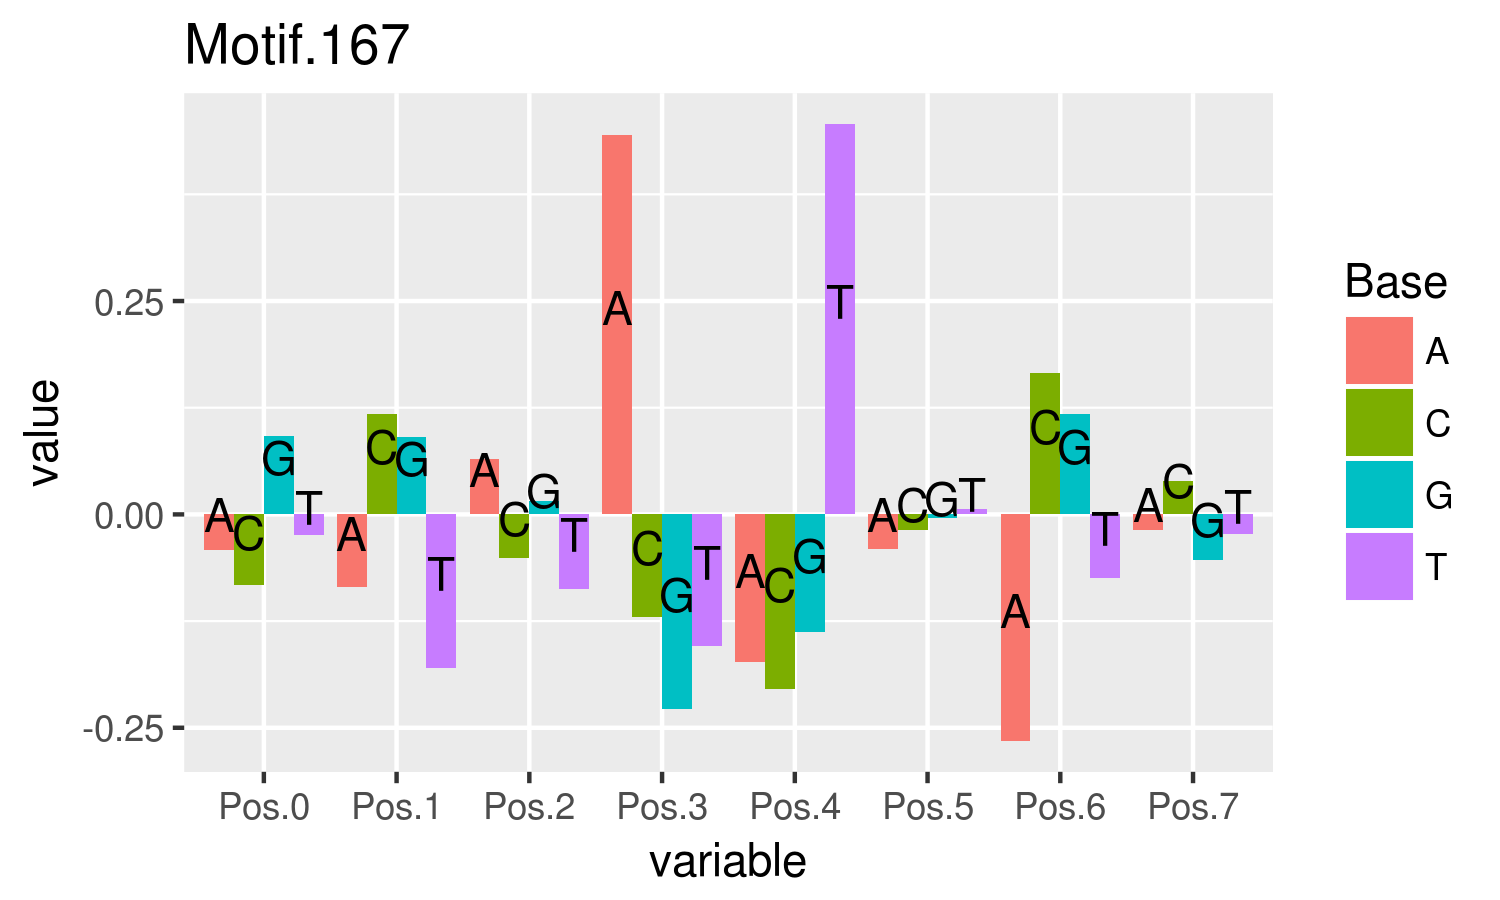 Motif.167
value
0.25
0.00
-0.25
A C G T
A C G T
A C G T
A C G T
A C G T
A C G T
A C G T
A C G T
Pos.0 Pos.1 Pos.2 Pos.3 Pos.4 Pos.5 Pos.6 Pos.7
variable
Base
A
C
G
T